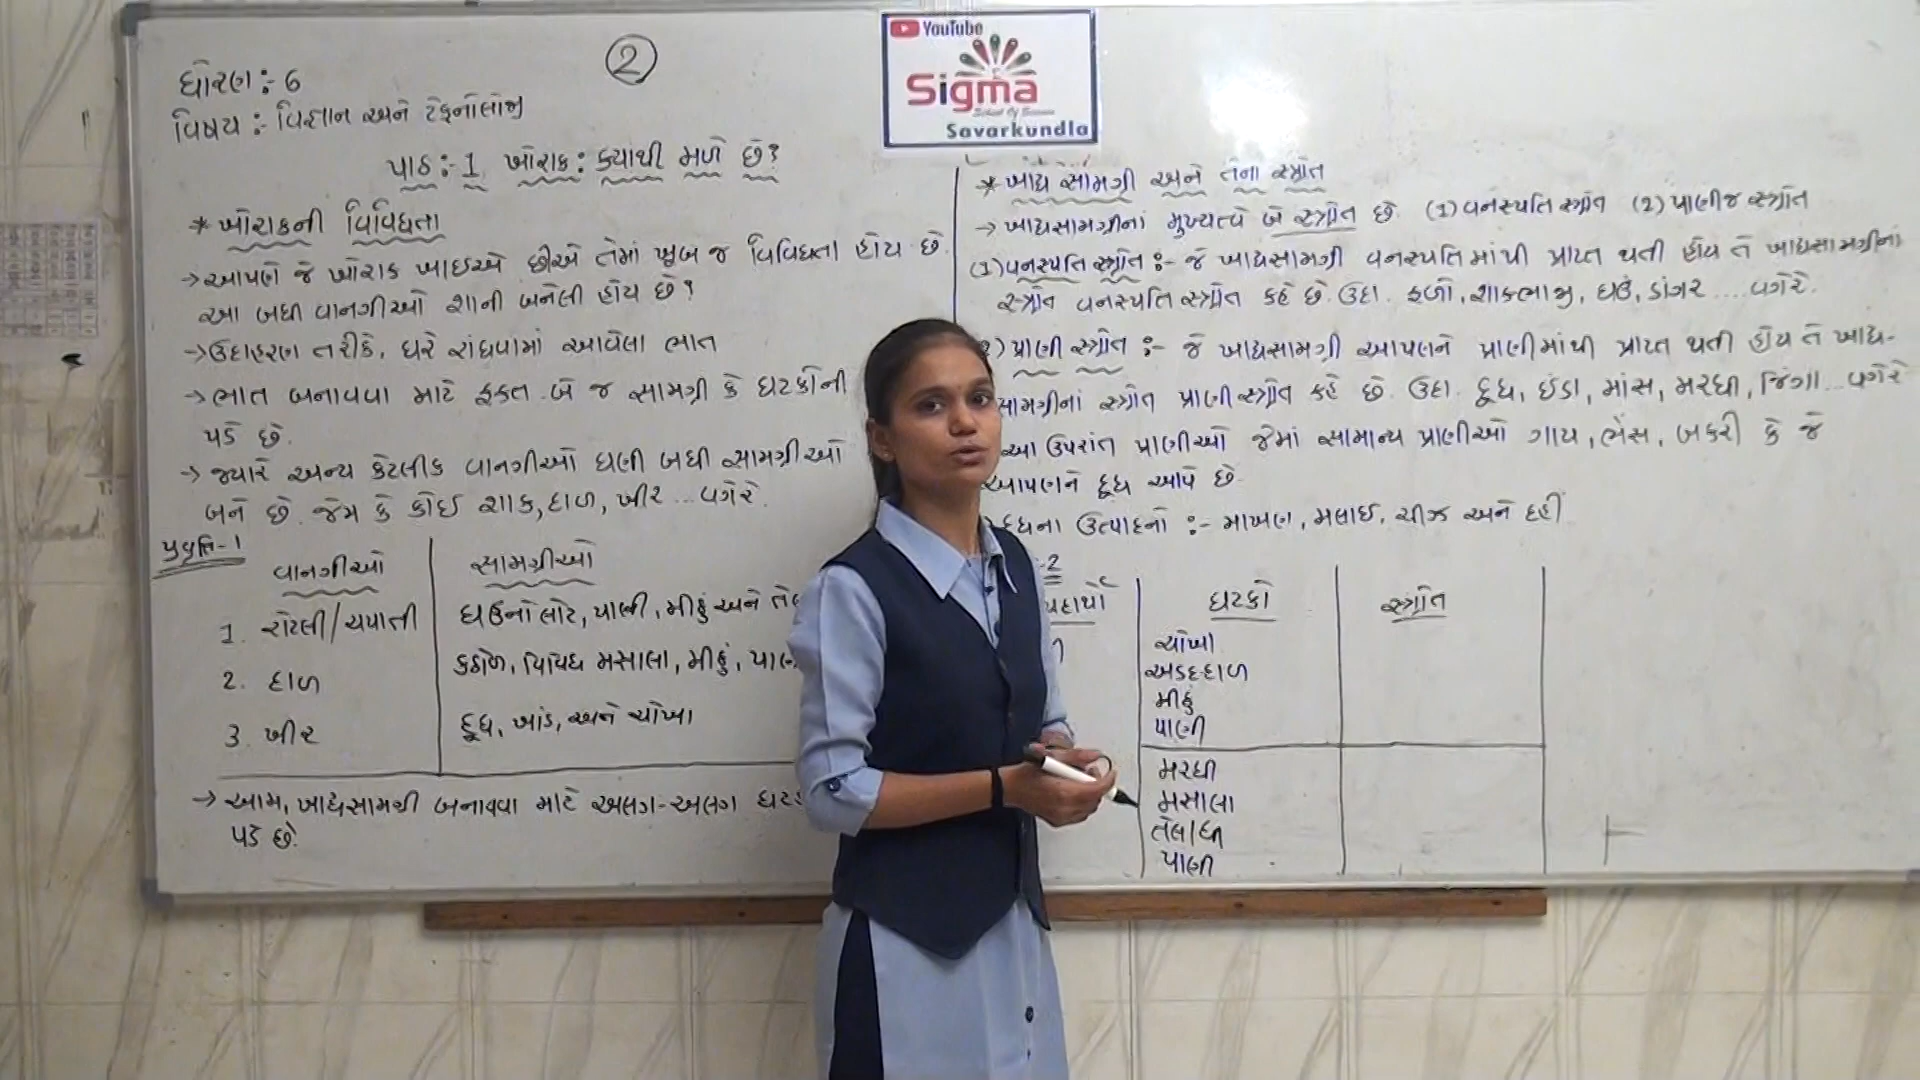 2
YouTube
Sigma
School Of Science
Savarkundla
ધોરણ :- 6
વિષય :- વિજ્ઞાન અને ટેકનોલોજી
પાઠ :- 1 ખોરાક : ક્યાથી મળે છે?
* ખોરાકની વિવિધતા
→ આપણે જે ખોરાક ખાઇએ છીએ તેમાં ખુબ જ વિવિધતા હોય છે.
આ બધી વાનગીઓ શાની બનેલી હોય છે?
→ ઉદાહરણ તરીકે, ઘરે રાંધવામાં આવેલા ભાત
→ ભાત બનાવવા માટે ફકત બે જ સામગ્રી કે ઘટકોની
પડે છે.
→ જ્યારે અન્ય કેટલીક વાનગીઓ ઘણી બધી સામગ્રીઓ
બને છે. જેમ કે કોઈ શાક, દાળ, ખીર ... વગેરે.
પ્રવૃત્તિ-1
વાનગીઓ સામગ્રીઓ
1. રોટલી/ચપાતી ઘઉંનો લોટ, પાણી, મીઠું અને
2. દાળ કઠોળ, વિવિધ મસાલા, મીઠું,
3. ખીર દૂધ, ખાંડ, અને ચોખા
→ આમ, ખાદ્યસામગ્રી બનાવવા માટે અલગ-અલગ
પડે છે.
* ખાદ્ય સામગ્રી અને તેના સ્ત્રોત
→ ખાદ્યસામગ્રીનાં મુખ્યત્વે બે સ્ત્રોત છે. (1) વનસ્પતિ સ્ત્રોત (2) પ્રાણીજ સ્ત્રોત
(1) વનસ્પતિ સ્ત્રોત :- જે ખાદ્યસામગ્રી વનસ્પતિમાંથી પ્રાપ્ત થતી હોય તે ખાદ્યસામગ્રીનાં
સ્ત્રોત વનસ્પતિ સ્ત્રોત કહે છે. ઉદા. ફળો, શાકભાજી, ઘઉં, ડાંગર .... વગેરે.
) પ્રાણી સ્ત્રોત :- જે ખાદ્યસામગ્રી આપણને પ્રાણીમાંથી પ્રાપ્ત થતી હોય તે ખાદ્ય-
સામગ્રીનાં સ્ત્રોત પ્રાણી સ્ત્રોત કહે છે. ઉદા. દૂધ, ઈંડા, માંસ, મરઘી, જિંગા ... વગેરે
આ ઉપરાંત પ્રાણીઓ જેમાં સામાન્ય પ્રાણીઓ ગાય, ભેંસ, બકરી કે જે
આપણને દૂધ આપે છે.
ઉત્પાદનો :- માખણ, મલાઈ, ચીઝ અને દહીં
-2
ઘટકો સ્ત્રોત
ચોખા
અડદદાળ
મીઠું
પાણી
મરઘી
મસાલા
તેલ/ઘી
પાણી